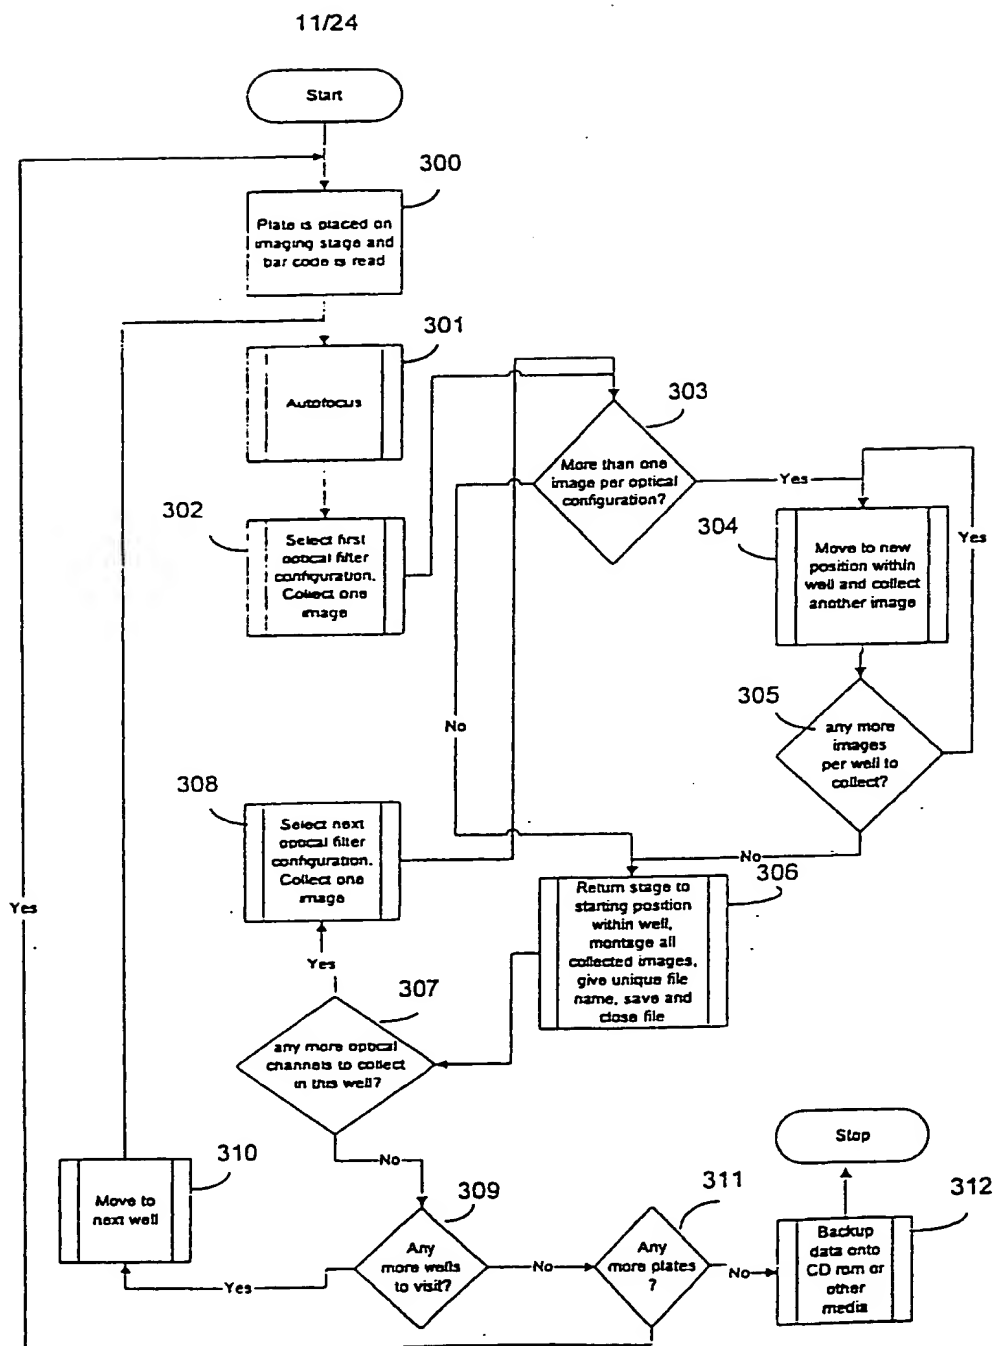 11/24
Start
300
Plate is placed on
imaging stage and
bar code is read
301
Autofocus
302
Select first
optical filter
configuration.
Collect one
image
303
More than one
image per optical
configuration?
Yes
304
Move to new
position within
well and collect
another image
Yes
305
any more
images
per well to
collect?
No
No
308
Select next
optical filter
configuration.
Collect one
image
306
Return stage to
starting position
within well,
montage all
collected images,
give unique file
name, save and
close file
Yes
Yes
307
any more optical
channels to collect
in this well?
No
310
Move to
next well
309
Any
more wells
to visit?
Yes
No
311
Any
more plates
?
No
312
Backup
data onto
CD rom or
other
media
Stop